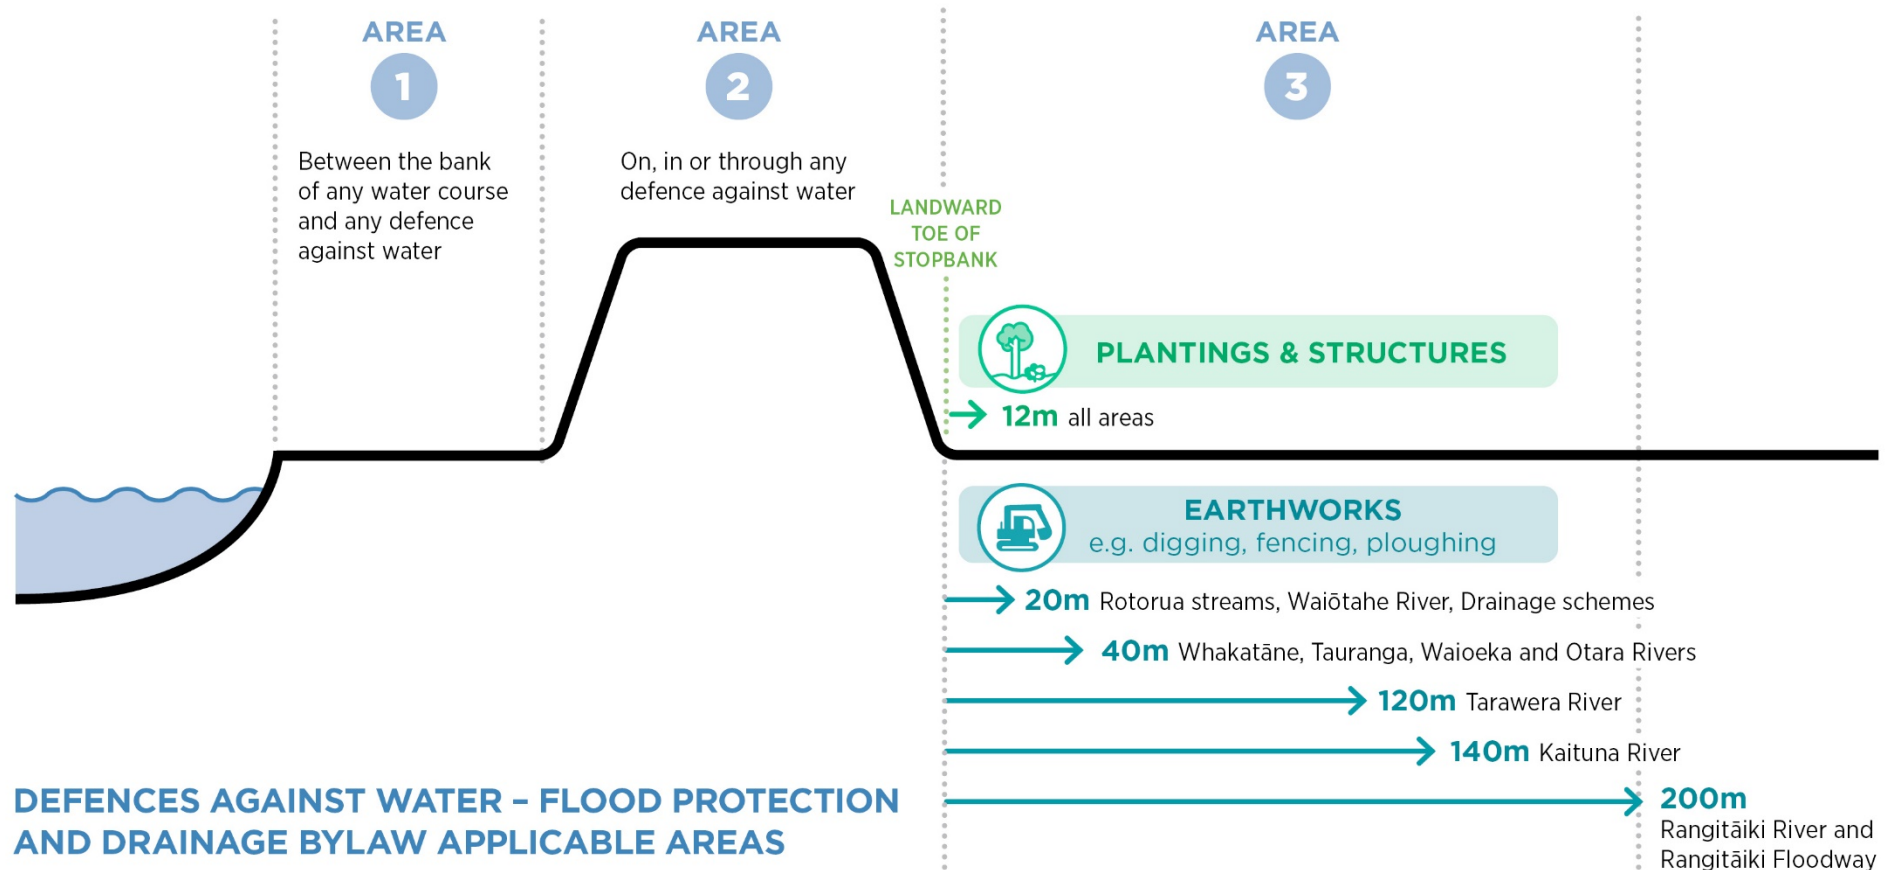 AREA
1
Between the bank
of any water course
and any defence
against water
AREA
2
On, in or through any
defence against water
LANDWARD
TOE OF
STOPBANK
AREA
3
PLANTINGS & STRUCTURES
12m all areas
EARTHWORKS
e.g. digging, fencing, ploughing
20m Rotorua streams, Waiōtahe River, Drainage schemes
40m Whakatāne, Tauranga, Waioeka and Otara Rivers
120m Tarawera River
140m Kaituna River
200m
Rangitāiki River and
Rangitāiki Floodway
DEFENCES AGAINST WATER – FLOOD PROTECTION
AND DRAINAGE BYLAW APPLICABLE AREAS